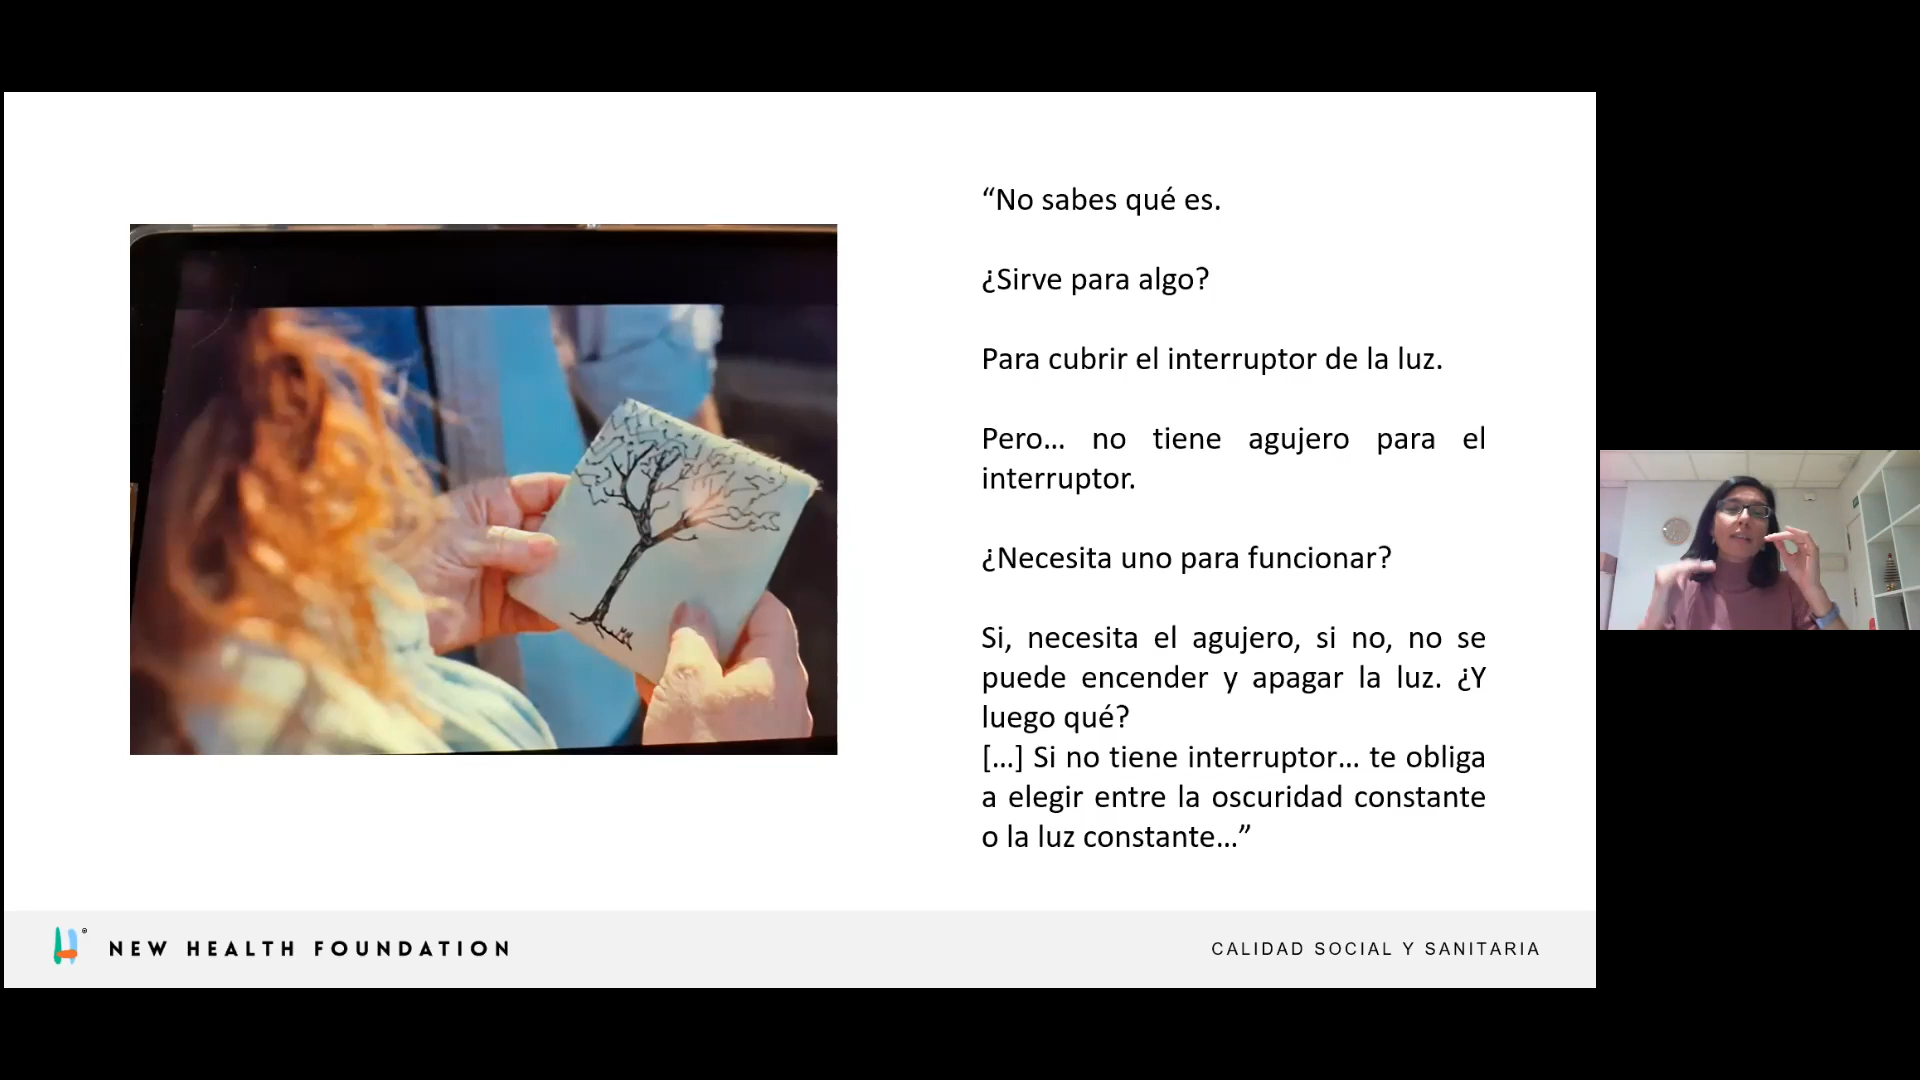 “No sabes qué es.
¿Sirve para algo?
Para cubrir el interruptor de la luz.
Pero... no tiene agujero para el
interruptor.
¿Necesita uno para funcionar?
Si, necesita el agujero, si no, no se
puede encender y apagar la luz. ¿Y
luego qué?
[...] Si no tiene interruptor... te obliga
a elegir entre la oscuridad constante
o la luz constante...”
NEW HEALTH FOUNDATION
CALIDAD SOCIAL Y SANITARIA